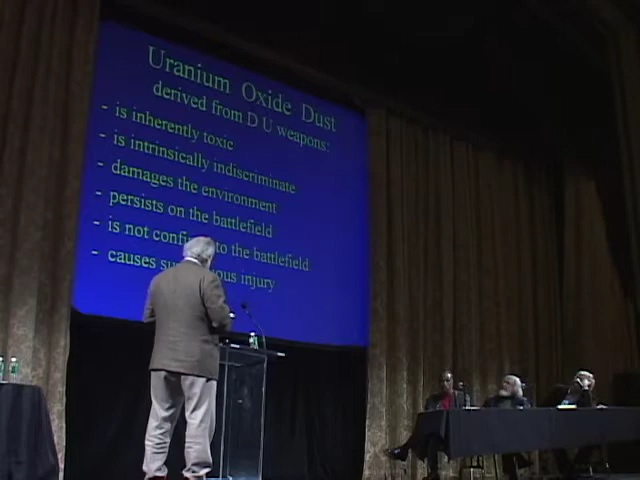 Uranium Oxide Dust
derived from D U weapons:
- is inherently toxic
- is intrinsically indiscriminate
- damages the environment
- persists on the battlefield
- is not to the battlefield
- causes injury